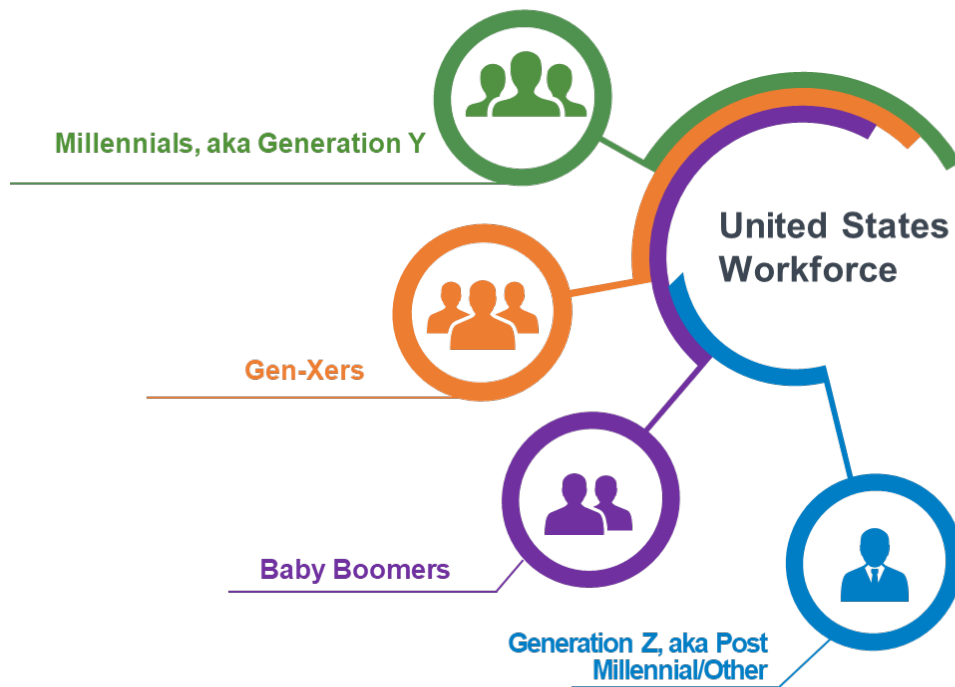 Millennials, aka Generation Y
United States
Workforce
Gen-Xers
Baby Boomers
Generation Z, aka Post
Millennial/Other